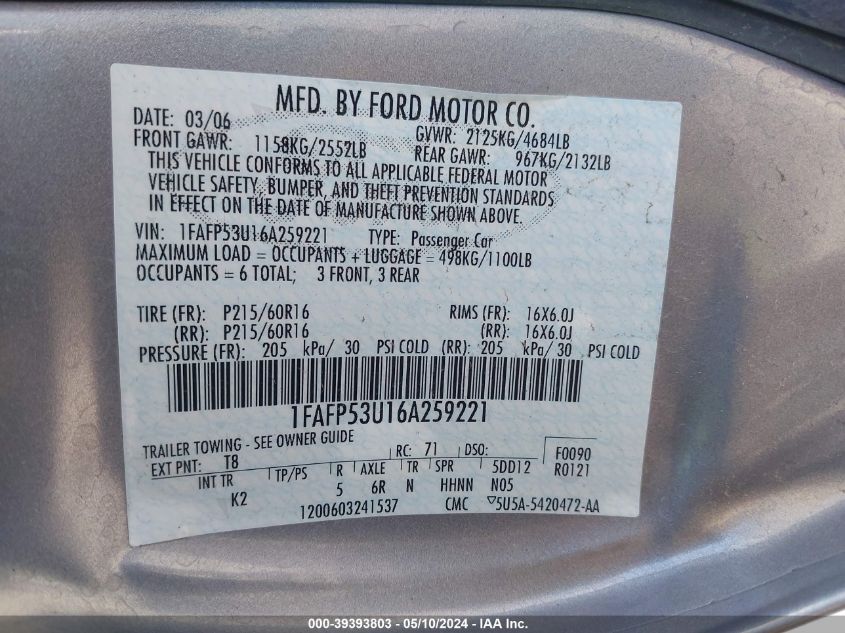 MFD. BY FORD MOTOR CO.
DATE: 03/06 GVWR: 2125KG/4684LB
FRONT GAWR: 1158KG/2552LB REAR GAWR: 967KG/2132LB
THIS VEHICLE CONFORMS TO ALL APPLICABLE FEDERAL MOTOR
VEHICLE SAFETY, BUMPER, AND THEFT PREVENTION STANDARDS
IN EFFECT ON THE DATE OF MANUFACTURE SHOWN ABOVE.
VIN: 1FAFP53U16A259221 TYPE: Passenger Car
MAXIMUM LOAD = OCCUPANTS + LUGGAGE = 498KG/1100LB
OCCUPANTS = 6 TOTAL; 3 FRONT, 3 REAR
TIRE (FR): P215/60R16 RIMS (FR): 16X6.0J
(RR): P215/60R16 (RR): 16X6.0J
PRESSURE (FR): 205 kPa/ 30 PSI COLD (RR): 205 kPa/ 30 PSI COLD
1FAFP53U16A259221
TRAILER TOWING - SEE OWNER GUIDE
EXT PNT: T8 RC: 71 DSO: F0090
INT TR TP/PS R AXLE TR SPR 5DD12 R0121
K2 5 6R N HHNN N05
1200603241537 CMC 5U5A-5420472-AA
000-39393803 - 05/10/2024 - IAA Inc.